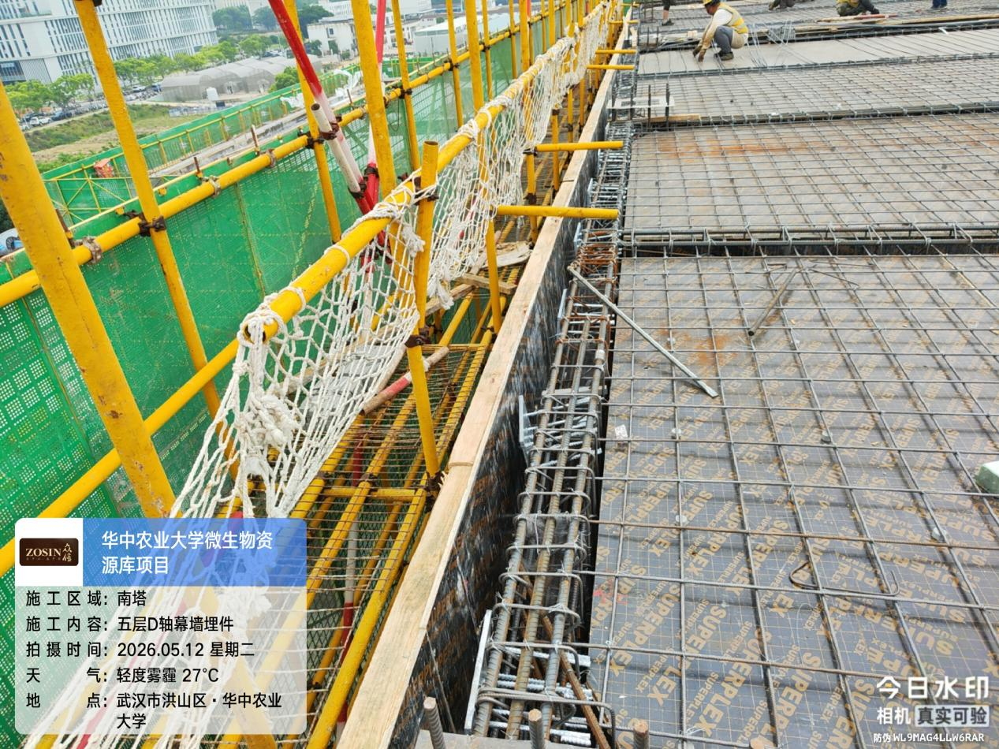 ZOSIN 众信
华中农业大学微生物资
源库项目
施工区域：南塔
施工内容：五层D轴幕墙埋件
拍摄时间：2026.05.12 星期二
天气：轻度雾霾 27°C
地点：武汉市洪山区·华中农业
大学
SUPERPLEX
SUPERPLEX
SUPERPLEX
今日水印
相机 真实可验
防伪 WL9MAG4LLW6RAR